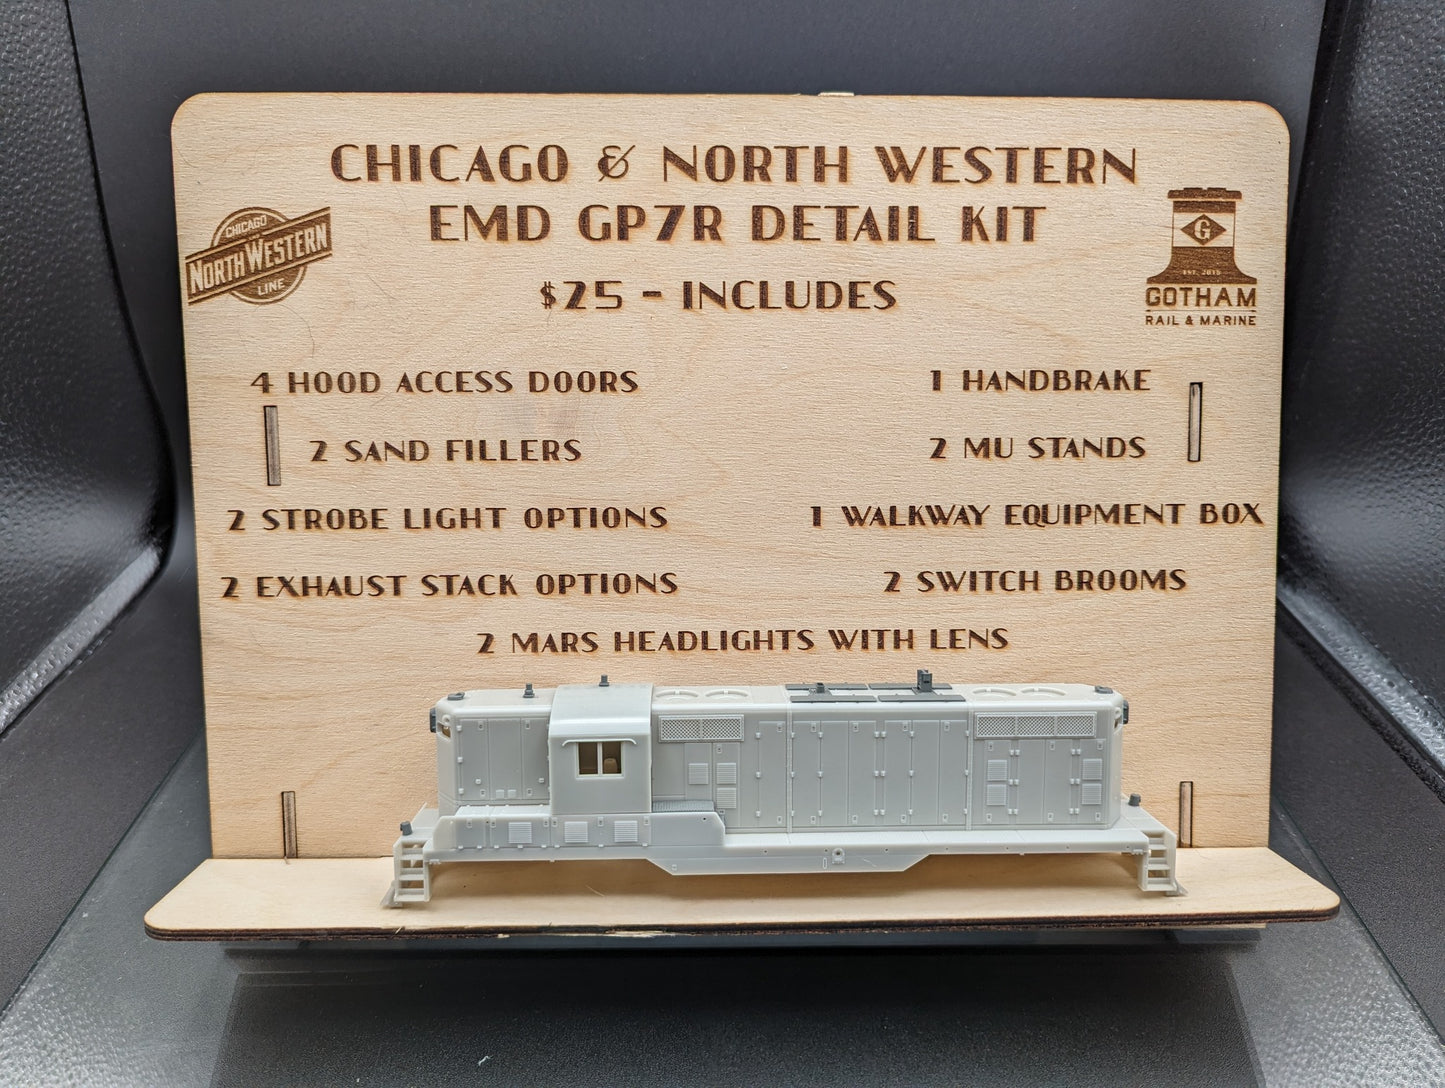 CHICAGO & NORTH WESTERN
EMD GP7R DETAIL KIT
$25 - INCLUDES
CHICAGO
NORTH WESTERN
LINE
G
EST. 2015
GOTHAM
RAIL & MARINE
4 HOOD ACCESS DOORS
1 HANDBRAKE
2 SAND FILLERS
2 MU STANDS
2 STROBE LIGHT OPTIONS
1 WALKWAY EQUIPMENT BOX
2 EXHAUST STACK OPTIONS
2 SWITCH BROOMS
2 MARS HEADLIGHTS WITH LENS